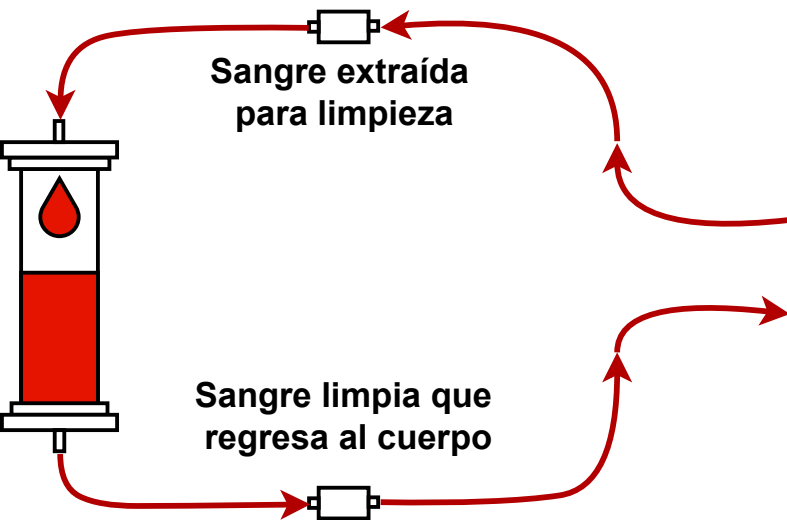 Sangre extraída
para limpieza
Sangre limpia que
regresa al cuerpo